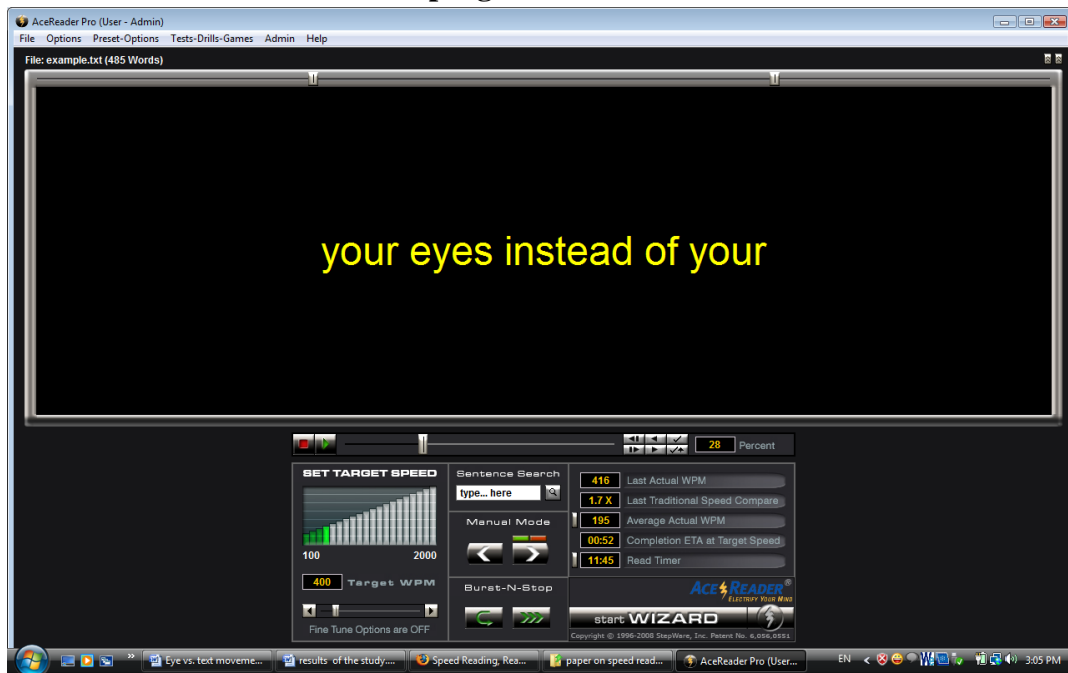 AceReader Pro (User - Admin)
File Options Preset-Options Tests-Drills-Games Admin Help
File: example.txt (485 Words)
your eyes instead of your
28 Percent
SET TARGET SPEED
100 2000
400 Target WPM
Fine Tune Options are OFF
Sentence Search
type... here
Manual Mode
Burst-N-Stop
416 Last Actual WPM
1.7 X Last Traditional Speed Compare
195 Average Actual WPM
00:52 Completion ETA at Target Speed
11:45 Read Timer
ACE READER®
ELECTRIFY YOUR MIND
start WIZARD
Copyright © 1996-2008 StepWare, Inc. Patent No. 6,056,0551
Eye vs. text moveme... results of the study.... Speed Reading, Rea... paper on speed read... AceReader Pro (User... EN 3:05 PM